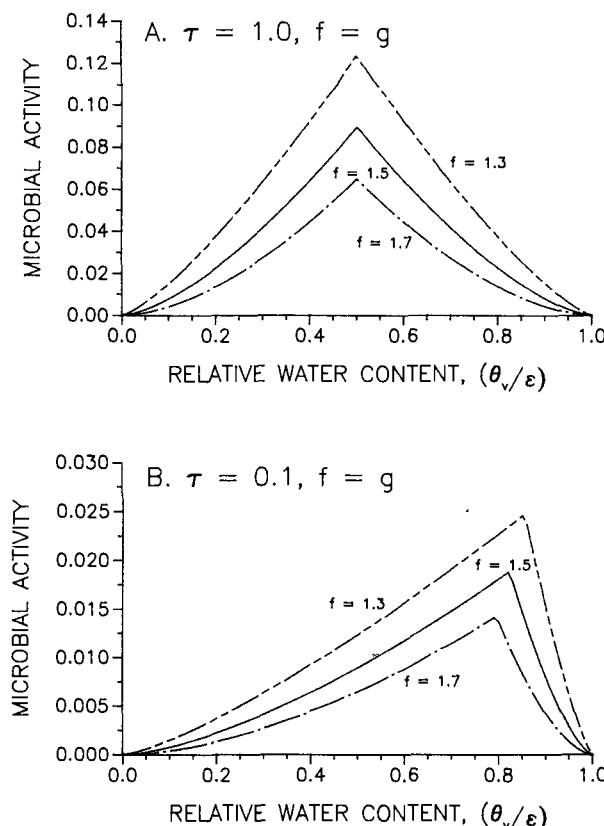 A. τ = 1.0, f = g
MICROBIAL ACTIVITY
0.14
0.12
0.10
0.08
0.06
0.04
0.02
0.00
f = 1.3
f = 1.5
f = 1.7
0.0 0.2 0.4 0.6 0.8 1.0
RELATIVE WATER CONTENT, (θᵥ/ε)
B. τ = 0.1, f = g
MICROBIAL ACTIVITY
0.030
0.025
0.020
0.015
0.010
0.005
0.000
f = 1.5
f = 1.3
f = 1.7
0.0 0.2 0.4 0.6 0.8 1.0
RELATIVE WATER CONTENT, (θᵥ/ε)